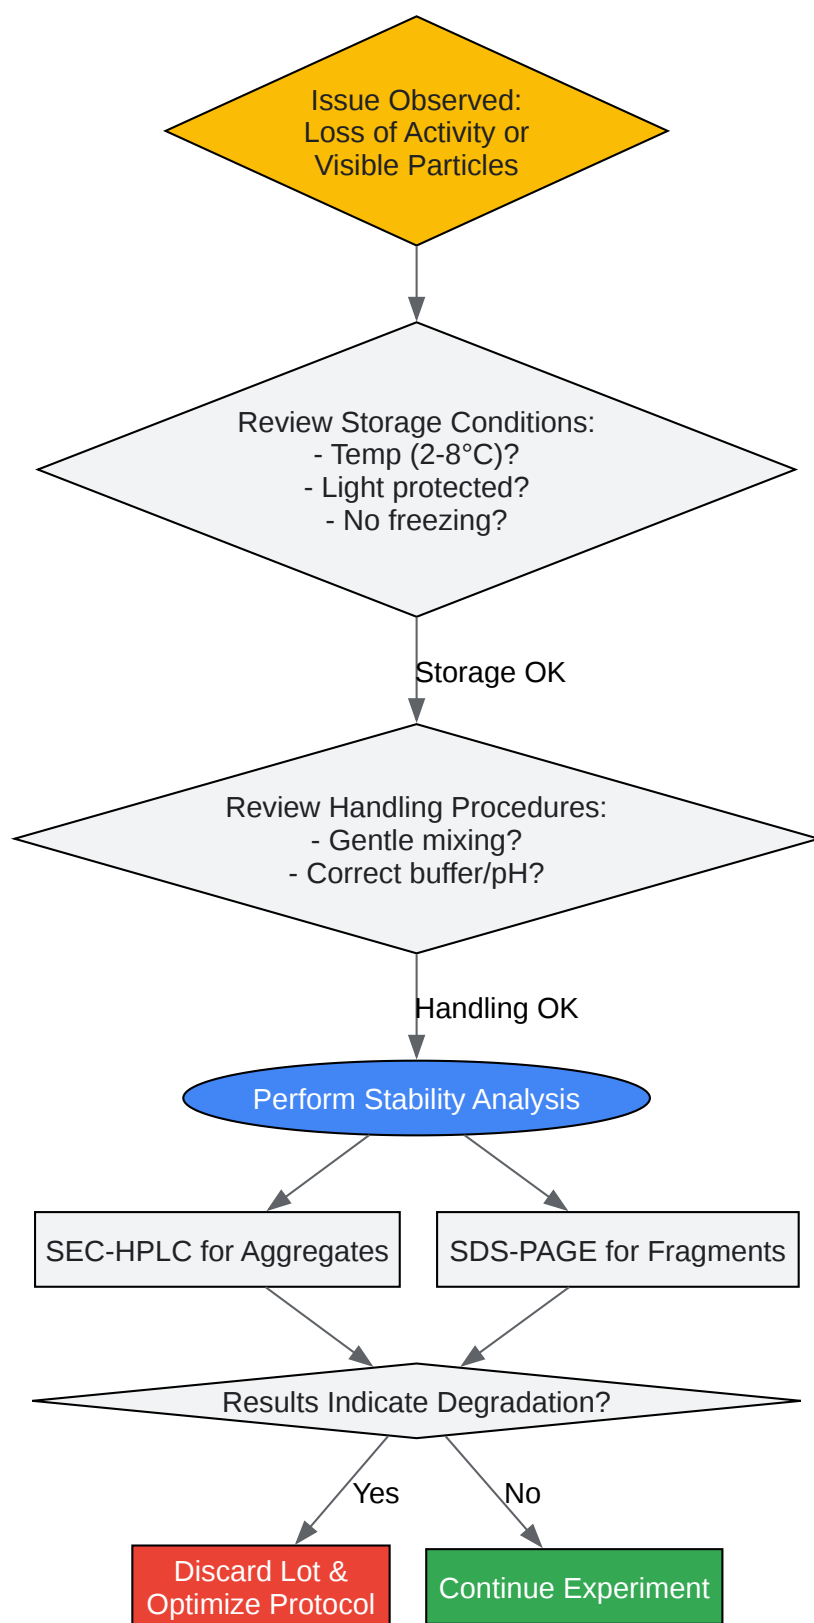 Issue Observed:
Loss of Activity or
Visible Particles
Review Storage Conditions:
- Temp (2-8°C)?
- Light protected?
- No freezing?
Storage OK
Review Handling Procedures:
- Gentle mixing?
- Correct buffer/pH?
Handling OK
Perform Stability Analysis
SEC-HPLC for Aggregates
SDS-PAGE for Fragments
Results Indicate Degradation?
Yes
No
Discard Lot &
Optimize Protocol
Continue Experiment